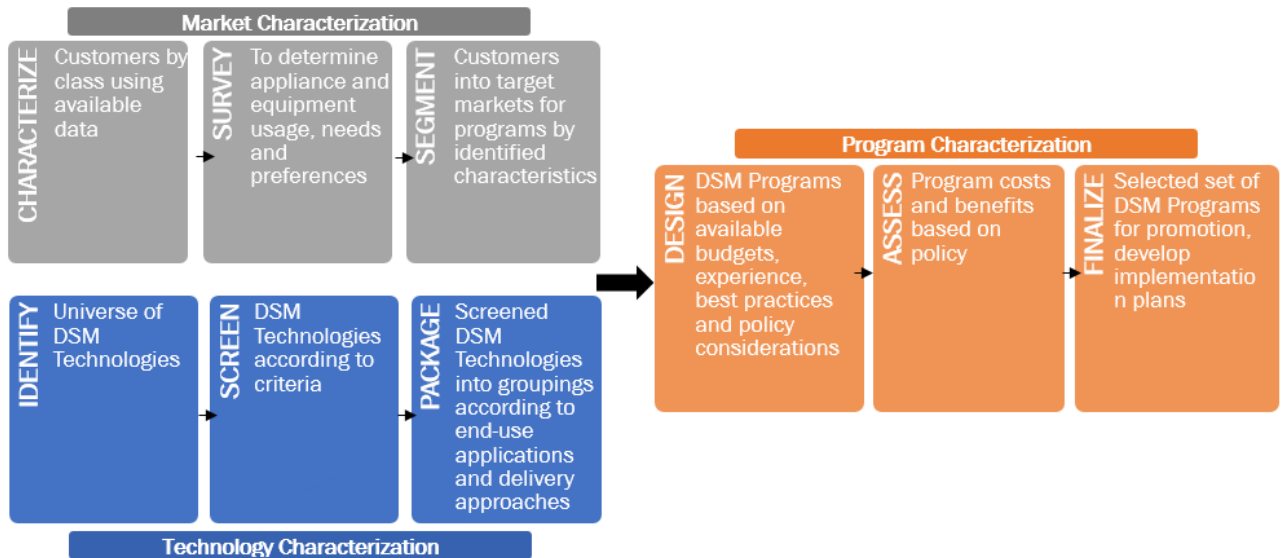 Market Characterization
CHARACTERIZE
Customers by
class using
available
data
SURVEY
To determine
appliance and
equipment
usage, needs
and
preferences
SEGMENT
Customers
into target
markets for
programs by
identified
characteristics
IDENTIFY
Universe of
DSM
Technologies
SCREEN
DSM
Technologies
according to
criteria
PACKAGE
Screened
DSM
Technologies
into groupings
according to
end-use
applications
and delivery
approaches
Technology Characterization
Program Characterization
DESIGN
DSM Programs
based on
available
budgets,
experience,
best practices
and policy
considerations
ASSESS
Program costs
and benefits
based on
policy
FINALIZE
Selected set of
DSM Programs
for promotion,
develop
implementatio
n plans